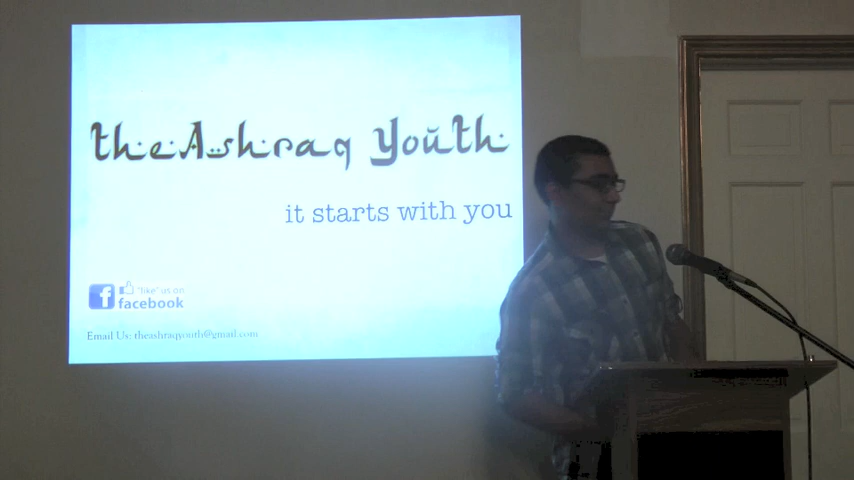 theAshraq Youth
it starts with you
"like" us on
facebook
Email Us: theashraqyouth@gmail.com